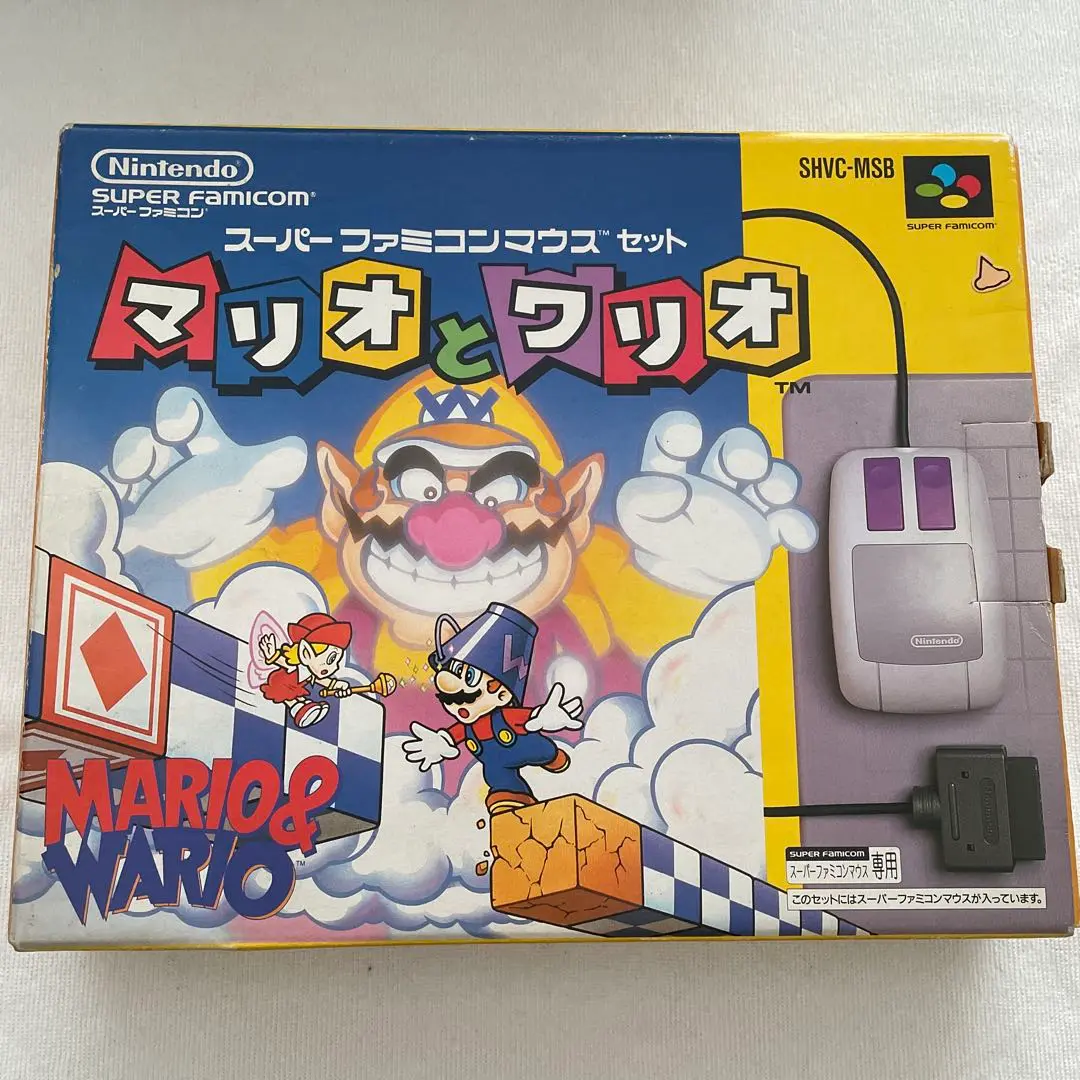 Nintendo®
SUPER FAMICOM®
スーパーファミコン®
スーパーファミコンマウス™ セット
マリオとワリオ
TM
SHVC-MSB
SUPER FAMICOM®
W
W
Nintendo
MARIO&
WARIO™
Nintendo
SUPER FAMICOM
スーパーファミコンマウス 専用
このセットにはスーパーファミコンマウスが入っています。